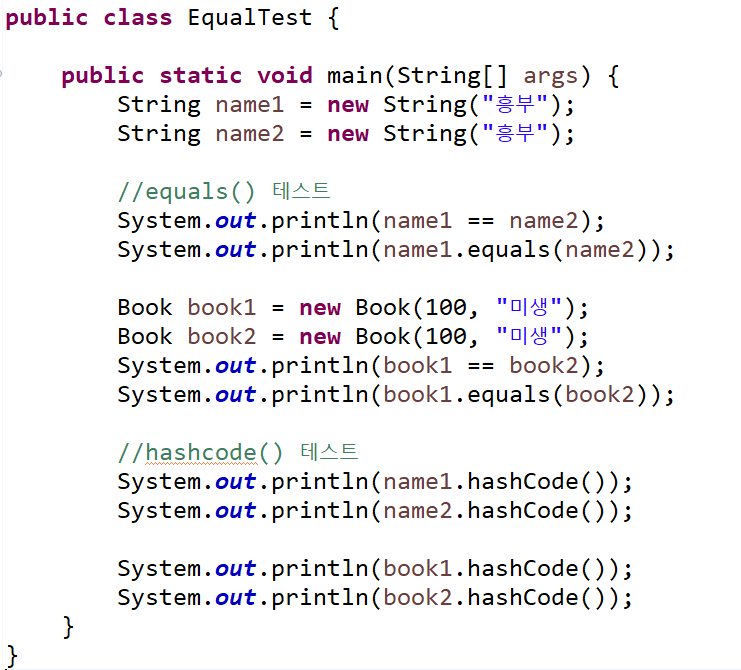 public class EqualTest {
public static void main(String[] args) {
String name1 = new String("흥부");
String name2 = new String("흥부");
//equals() 테스트
System.out.println(name1 == name2);
System.out.println(name1.equals(name2));
Book book1 = new Book(100, "미생");
Book book2 = new Book(100, "미생");
System.out.println(book1 == book2);
System.out.println(book1.equals(book2));
//hashcode() 테스트
System.out.println(name1.hashCode());
System.out.println(name2.hashCode());
System.out.println(book1.hashCode());
System.out.println(book2.hashCode());
}
}